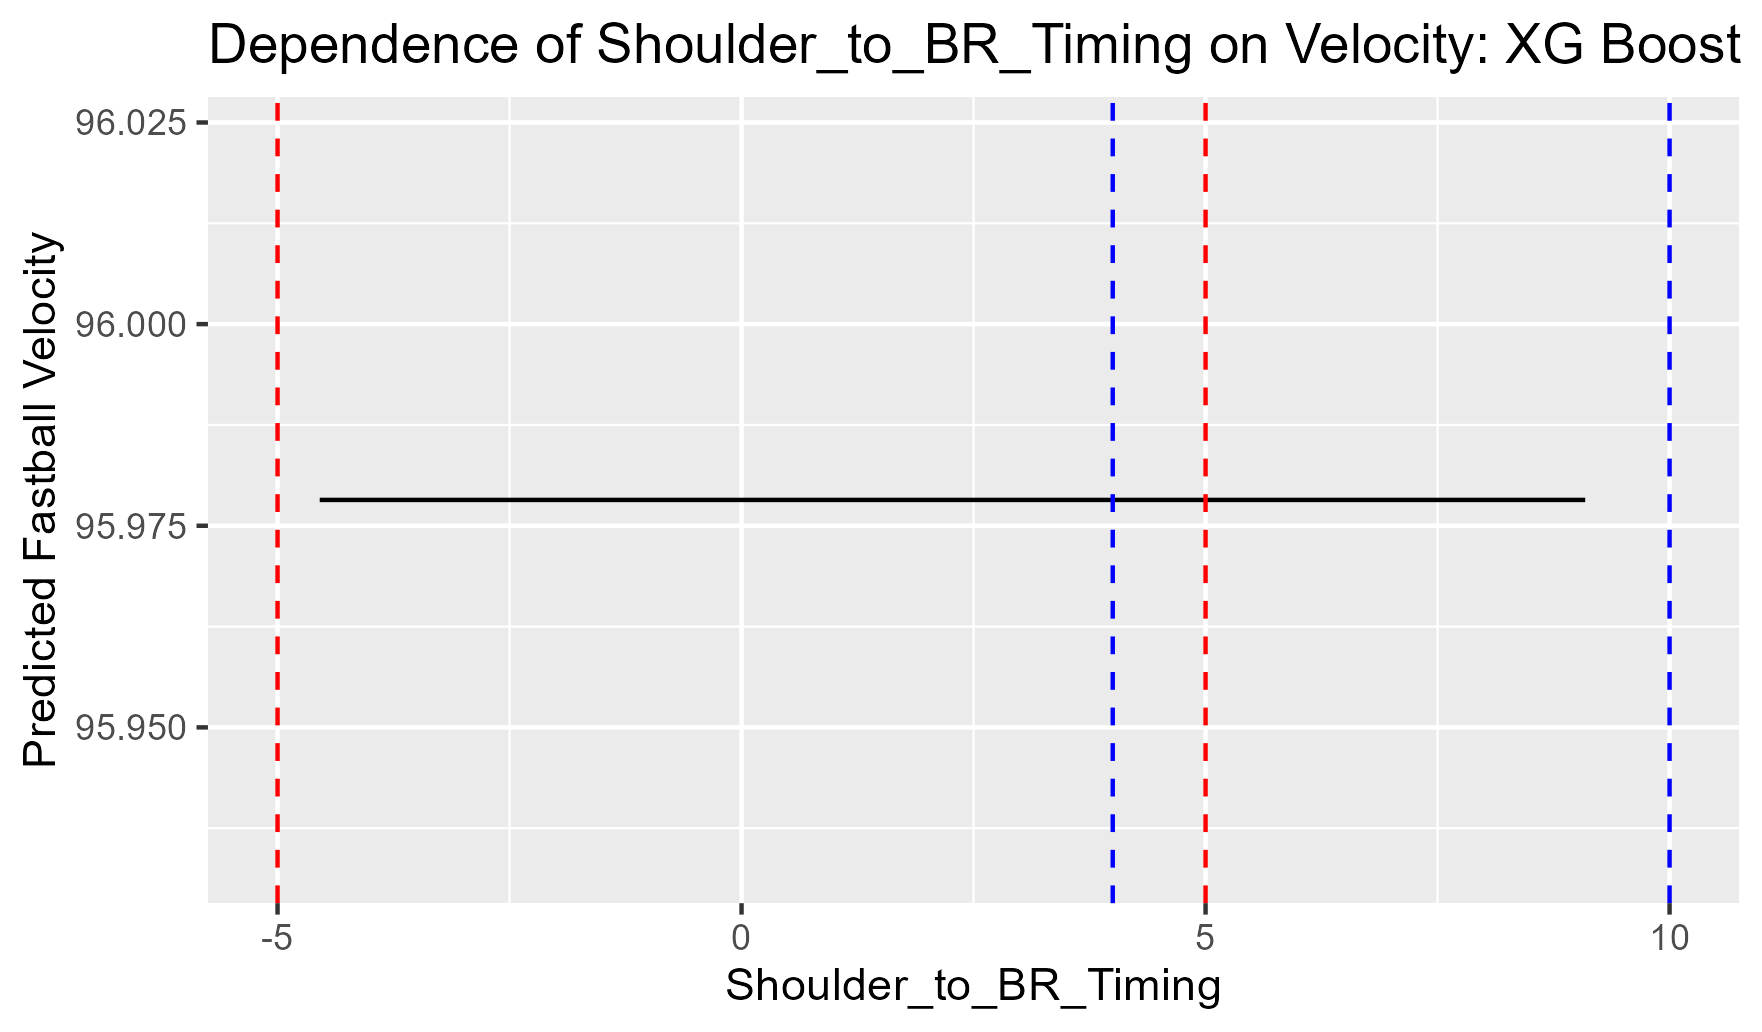 Dependence of Shoulder_to_BR_Timing on Velocity: XG Boost
Predicted Fastball Velocity
96.025
96.000
95.975
95.950
-5 0 5 10
Shoulder_to_BR_Timing